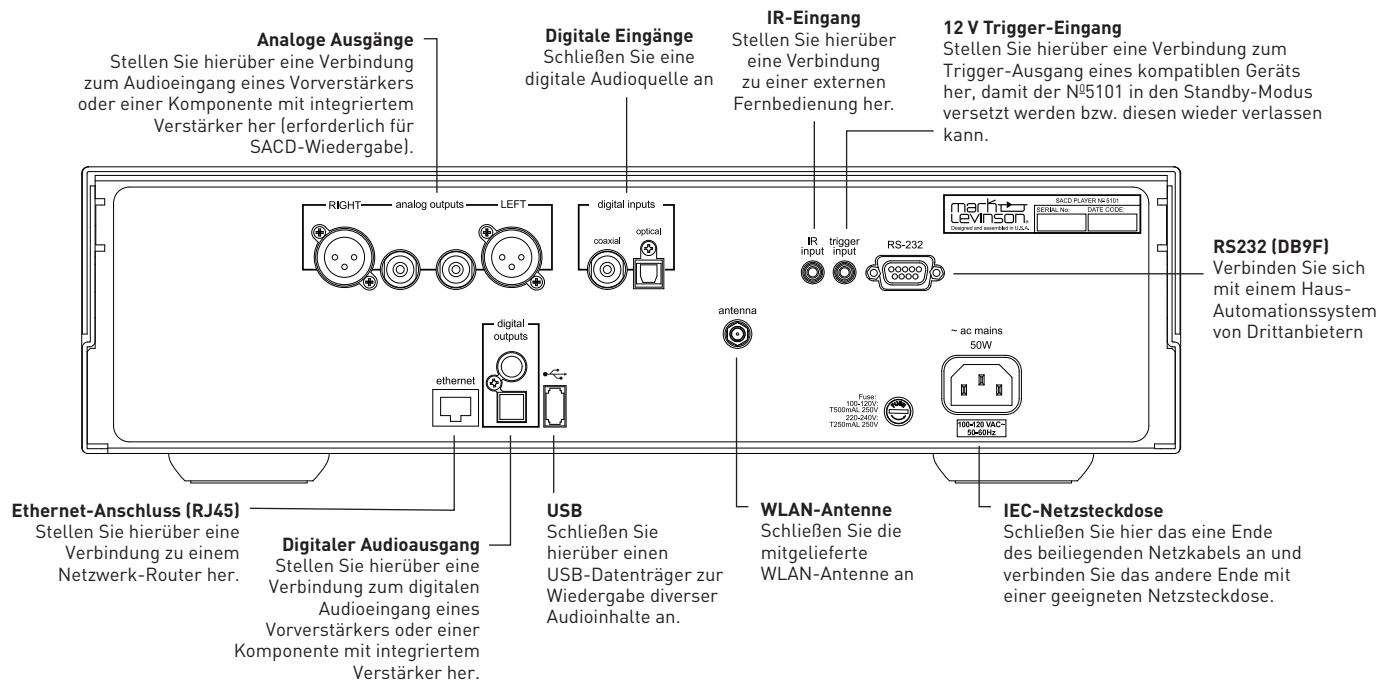 Analoge Ausgänge
Stellen Sie hierüber eine Verbindung
zum Audioeingang eines Vorverstärkers
oder einer Komponente mit integriertem
Verstärker her (erforderlich für
SACD-Wiedergabe).
Digitale Eingänge
Schließen Sie eine
digitale Audioquelle an
IR-Eingang
Stellen Sie hierüber
eine Verbindung
zu einer externen
Fernbedienung her.
12 V Trigger-Eingang
Stellen Sie hierüber eine Verbindung zum
Trigger-Ausgang eines kompatiblen Geräts
her, damit der Nº5101 in den Standby-Modus
versetzt werden bzw. diesen wieder verlassen
kann.
RIGHT
analog outputs
LEFT
digital inputs
coaxial
optical
IR
input
trigger
input
RS-232
mark
Levinson®
Designed and assembled in U.S.A.
SACD PLAYER Nº 5101
SERIAL No:
DATE CODE:
RS232 (DB9F)
Verbinden Sie sich
mit einem Haus-
Automationssystem
von Drittanbietern
ethernet
digital
outputs
antenna
~ ac mains
50W
Fuse:
100-120V:
T500mAL 250V
220-240V:
T250mAL 250V
FUSE
100-120 VAC~
50-60Hz
Ethernet-Anschluss (RJ45)
Stellen Sie hierüber eine
Verbindung zu einem
Netzwerk-Router her.
Digitaler Audioausgang
Stellen Sie hierüber eine
Verbindung zum digitalen
Audioeingang eines
Vorverstärkers oder einer
Komponente mit integriertem
Verstärker her.
USB
Schließen Sie
hierüber einen
USB-Datenträger zur
Wiedergabe diverser
Audioinhalte an.
WLAN-Antenne
Schließen Sie die
mitgelieferte
WLAN-Antenne an
IEC-Netzsteckdose
Schließen Sie hier das eine Ende
des beiliegenden Netzkabels an und
verbinden Sie das andere Ende mit
einer geeigneten Netzsteckdose.